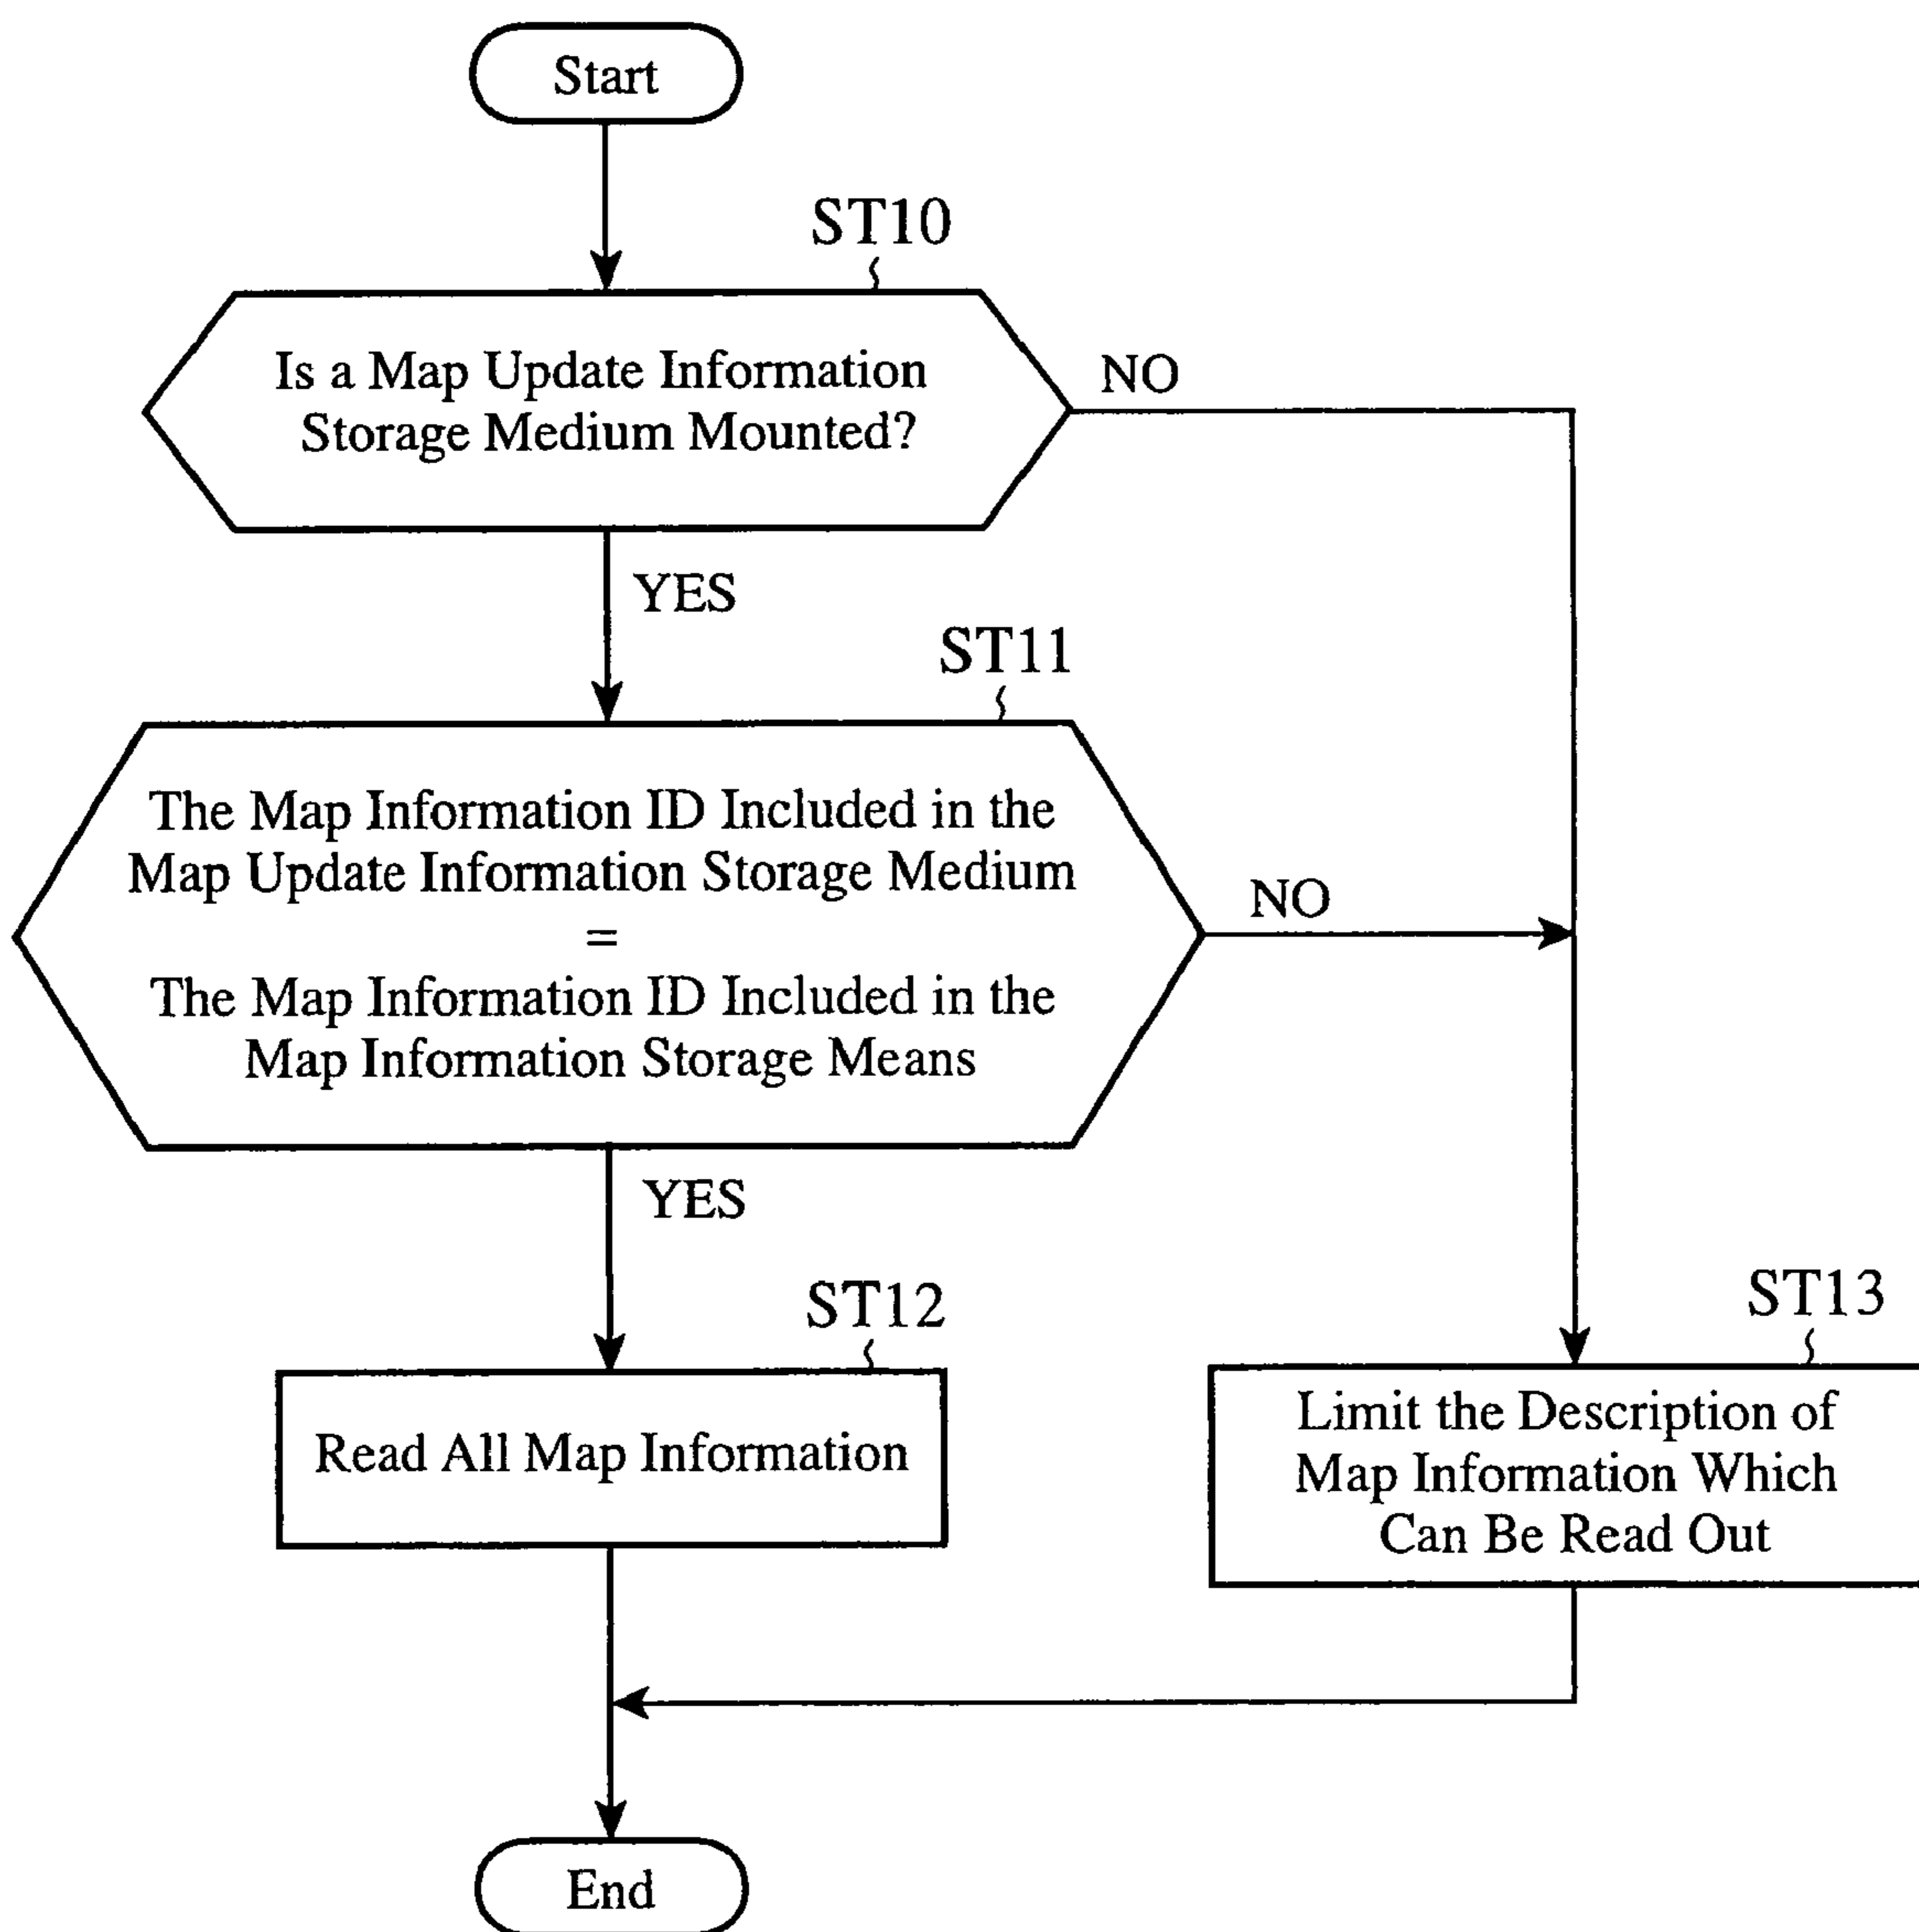 Start
ST10
Is a Map Update Information
Storage Medium Mounted?
NO
YES
ST11
The Map Information ID Included in the
Map Update Information Storage Medium
=
The Map Information ID Included in the
Map Information Storage Means
NO
YES
ST12
Read All Map Information
ST13
Limit the Description of
Map Information Which
Can Be Read Out
End